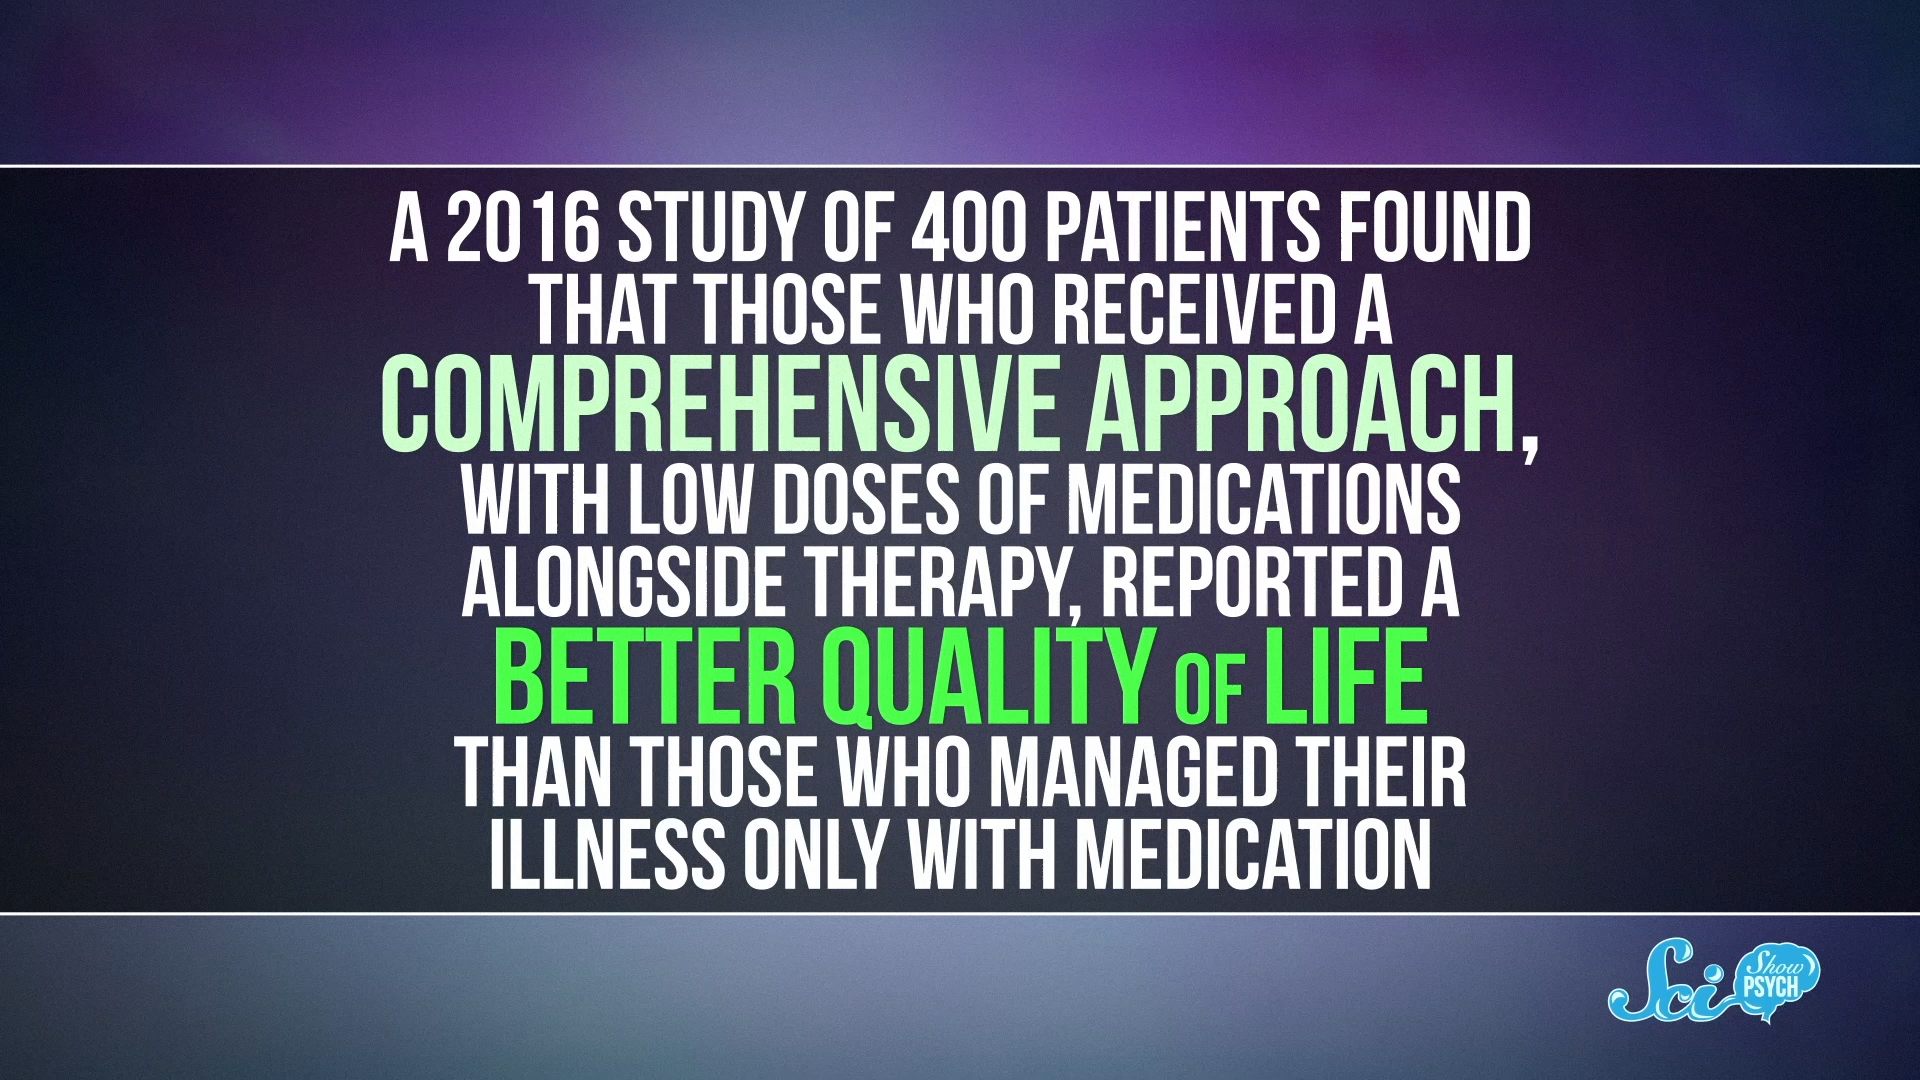 A 2016 STUDY OF 400 PATIENTS FOUND
THAT THOSE WHO RECEIVED A
COMPREHENSIVE APPROACH,
WITH LOW DOSES OF MEDICATIONS
ALONGSIDE THERAPY, REPORTED A
BETTER QUALITY OF LIFE
THAN THOSE WHO MANAGED THEIR
ILLNESS ONLY WITH MEDICATION
Sci Show
PSYCH